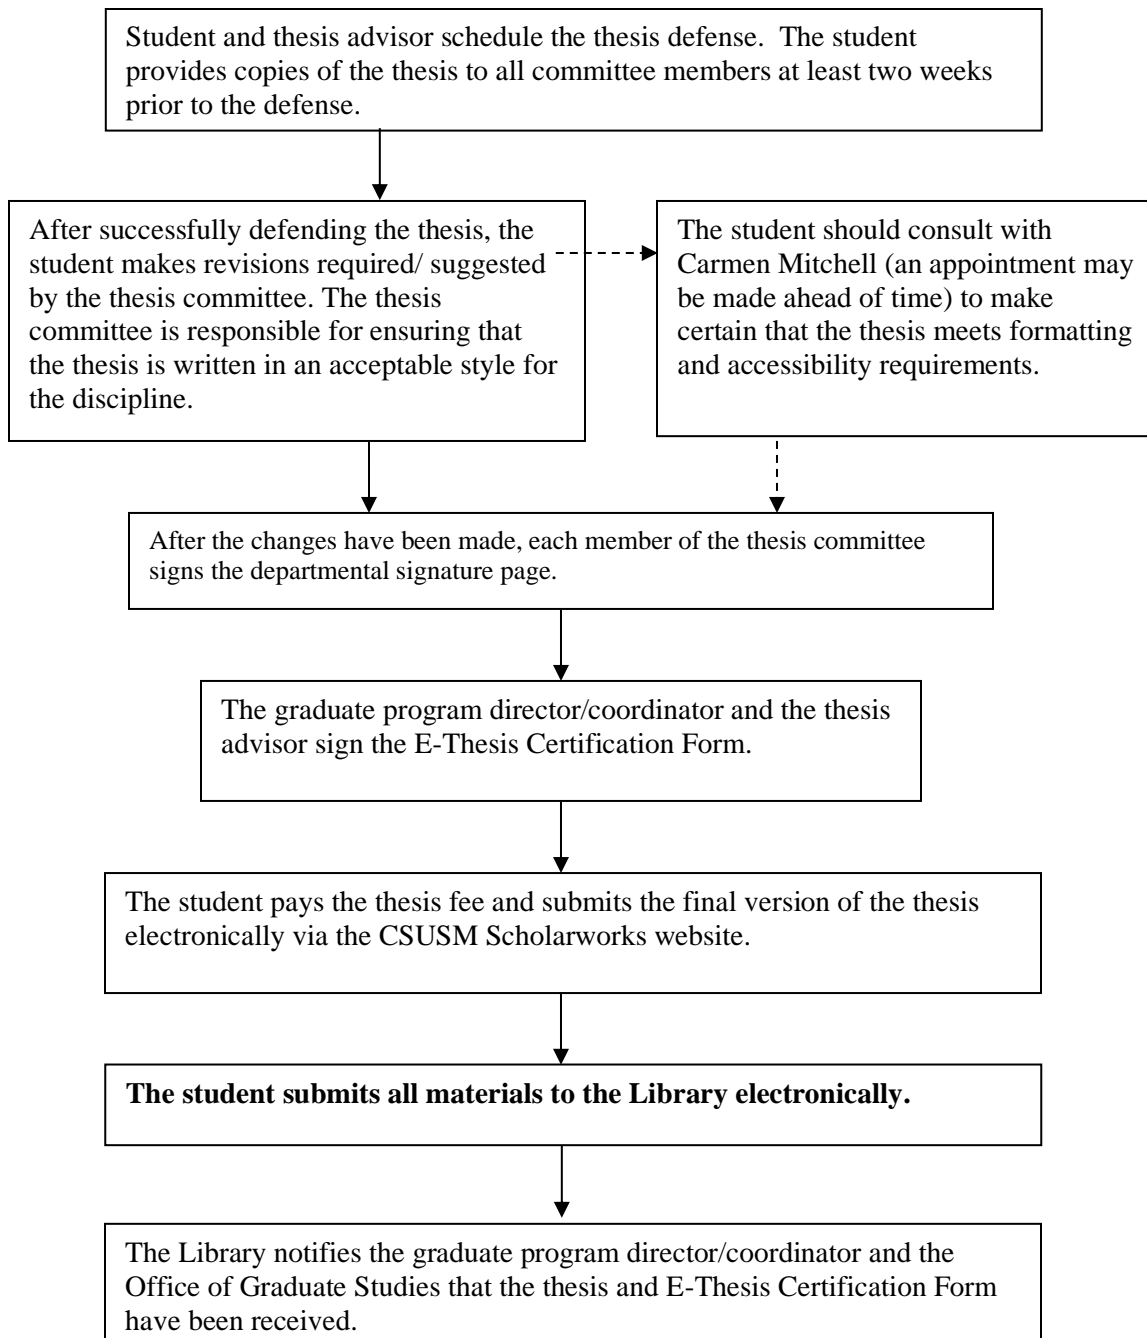 Student and thesis advisor schedule the thesis defense.  The student
provides copies of the thesis to all committee members at least two weeks
prior to the defense.
After successfully defending the thesis, the
student makes revisions required/ suggested
by the thesis committee. The thesis
committee is responsible for ensuring that
the thesis is written in an acceptable style for
the discipline.
The student should consult with
Carmen Mitchell (an appointment may
be made ahead of time) to make
certain that the thesis meets formatting
and accessibility requirements.
After the changes have been made, each member of the thesis committee
signs the departmental signature page.
The graduate program director/coordinator and the thesis
advisor sign the E-Thesis Certification Form.
The student pays the thesis fee and submits the final version of the thesis
electronically via the CSUSM Scholarworks website.
The student submits all materials to the Library electronically.
The Library notifies the graduate program director/coordinator and the
Office of Graduate Studies that the thesis and E-Thesis Certification Form
have been received.